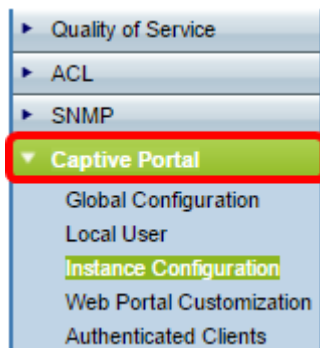 Quality of Service
ACL
SNMP
Captive Portal
Global Configuration
Local User
Instance Configuration
Web Portal Customization
Authenticated Clients